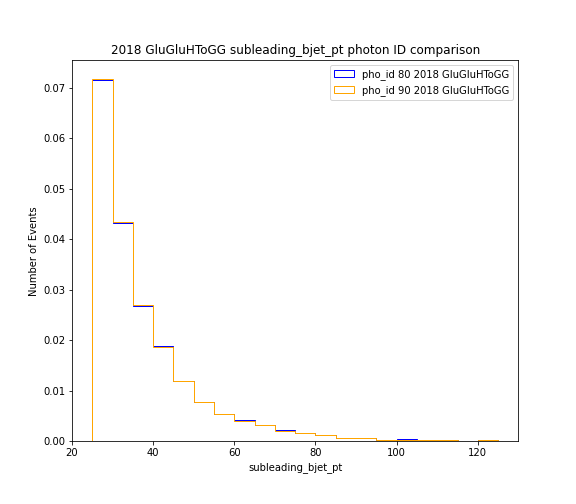 2018 GluGluHToGG subleading_bjet_pt photon ID comparison
pho_id 80 2018 GluGluHToGG
pho_id 90 2018 GluGluHToGG
0.07
0.06
0.05
0.04
0.03
0.02
0.01
0.00
Number of Events
20 40 60 80 100 120
subleading_bjet_pt